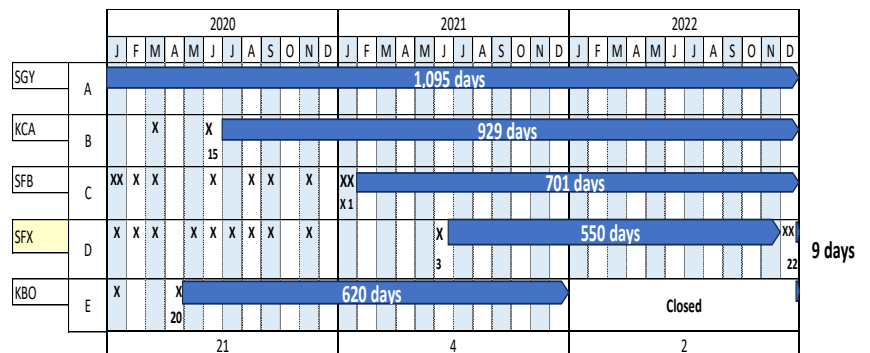 2020 2021 2022
J F M A M J J A S O N D J F M A M J J A S O N D J F M A M J J A S O N D
SGY A 1,095 days
KCA B X X 929 days
15
SFB C XX X X X X X X XX 701 days
X 1
SFX D X X X X X X X X X X 550 days XX
9 days
3 22
KBO E X X 620 days
Closed
20
21 4 2